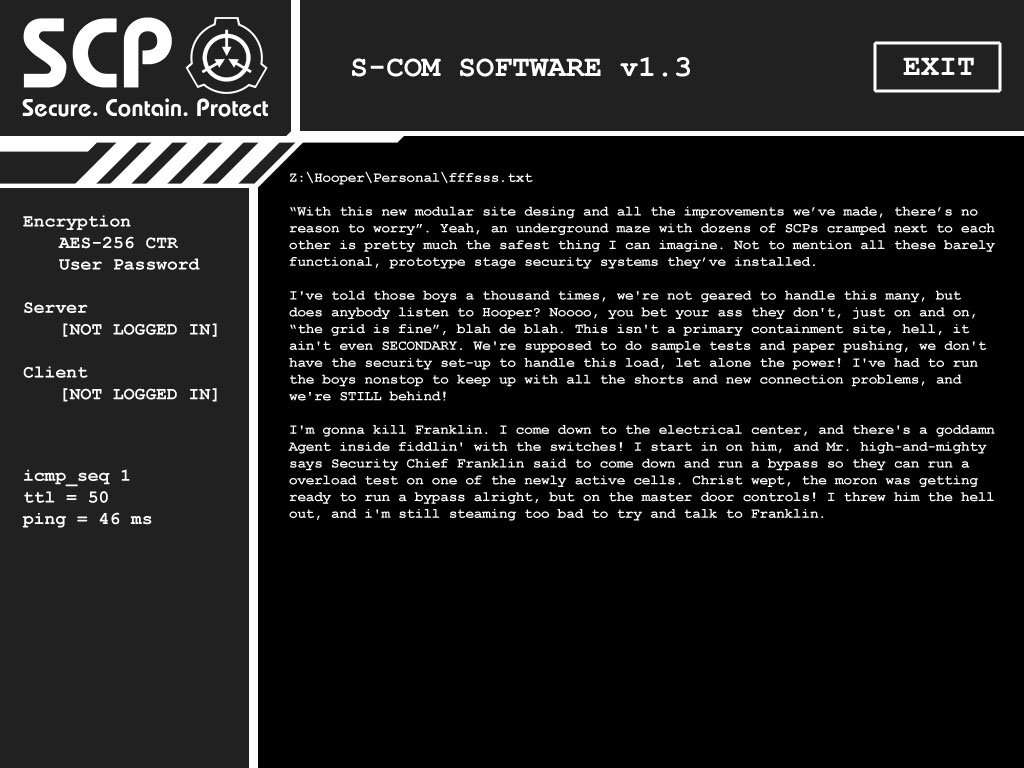 SCP
Secure. Contain. Protect
S-COM SOFTWARE v1.3
EXIT
Encryption
AES-256 CTR
User Password
Server
[NOT LOGGED IN]
Client
[NOT LOGGED IN]
icmp_seq 1
ttl = 50
ping = 46 ms
Z:\Hooper\Personal\fffsss.txt
“With this new modular site desing and all the improvements we’ve made, there’s no
reason to worry”. Yeah, an underground maze with dozens of SCPs cramped next to each
other is pretty much the safest thing I can imagine. Not to mention all these barely
functional, prototype stage security systems they’ve installed.
I've told those boys a thousand times, we're not geared to handle this many, but
does anybody listen to Hooper? Noooo, you bet your ass they don't, just on and on,
“the grid is fine”, blah de blah. This isn't a primary containment site, hell, it
ain't even SECONDARY. We're supposed to do sample tests and paper pushing, we don't
have the security set-up to handle this load, let alone the power! I've had to run
the boys nonstop to keep up with all the shorts and new connection problems, and
we're STILL behind!
I'm gonna kill Franklin. I come down to the electrical center, and there's a goddamn
Agent inside fiddlin' with the switches! I start in on him, and Mr. high-and-mighty
says Security Chief Franklin said to come down and run a bypass so they can run a
overload test on one of the newly active cells. Christ wept, the moron was getting
ready to run a bypass alright, but on the master door controls! I threw him the hell
out, and i'm still steaming too bad to try and talk to Franklin.